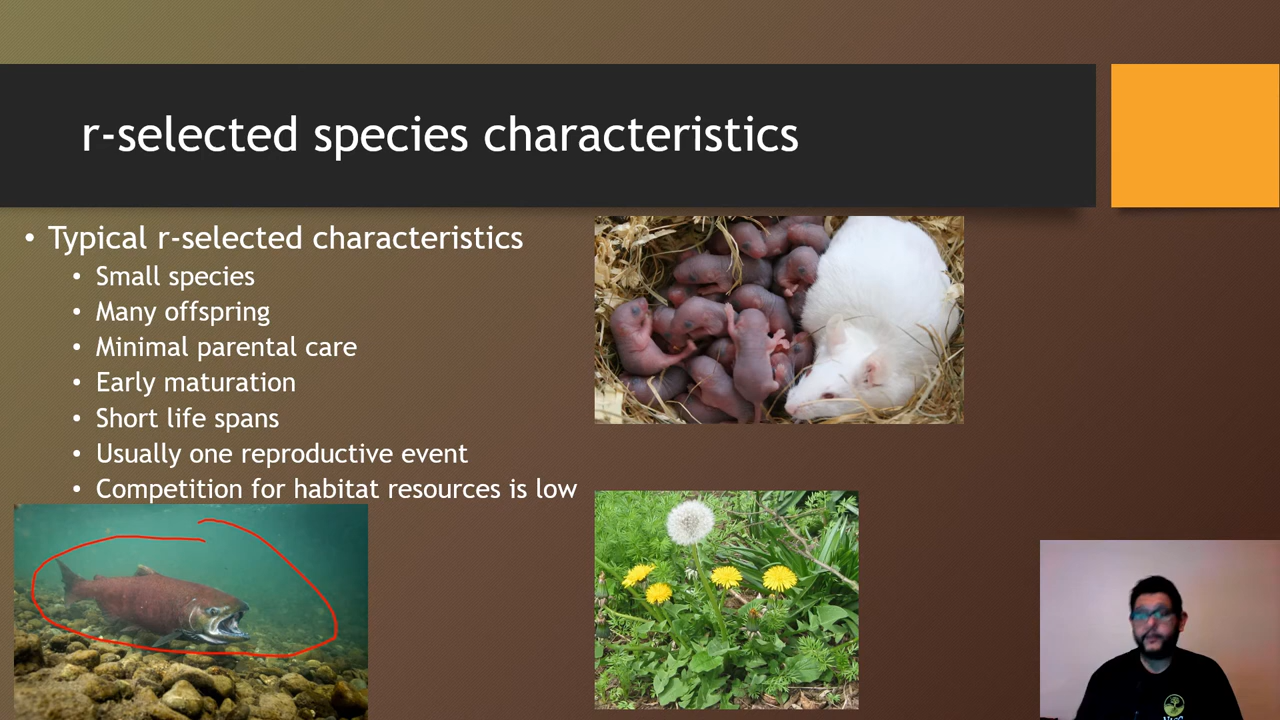 r-selected species characteristics
• Typical r-selected characteristics
• Small species
• Many offspring
• Minimal parental care
• Early maturation
• Short life spans
• Usually one reproductive event
• Competition for habitat resources is low